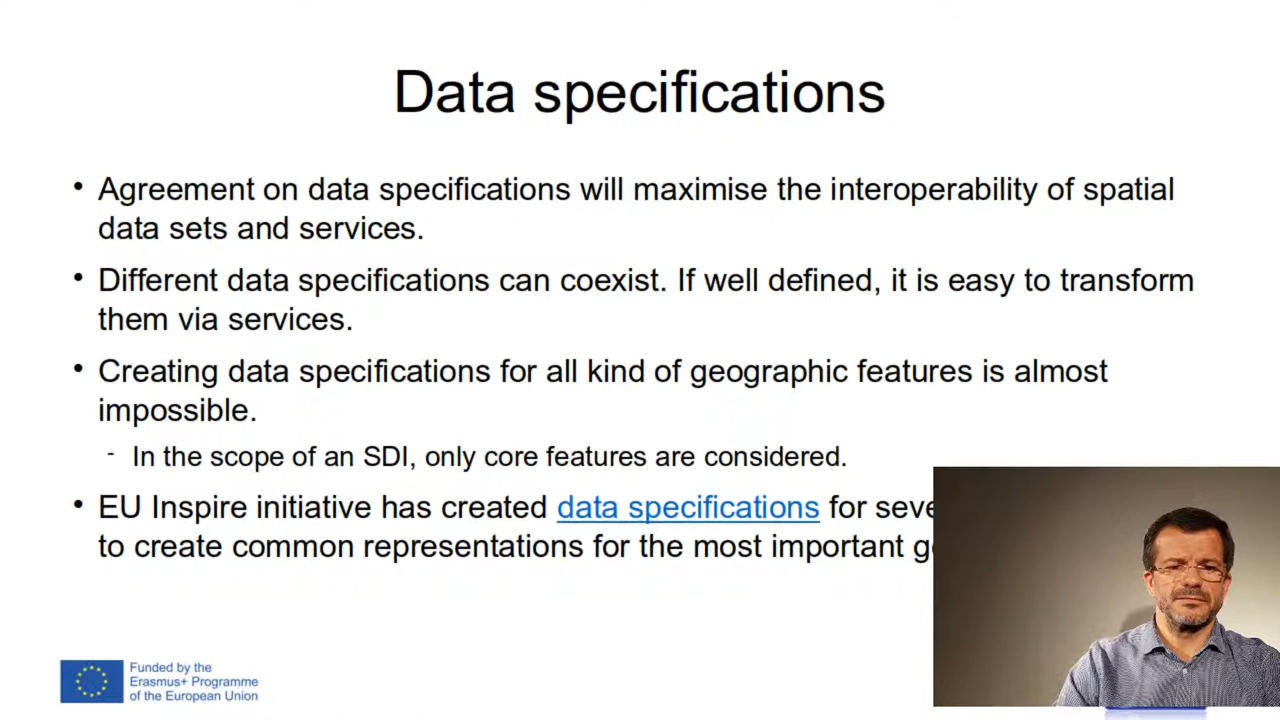 Data specifications
• Agreement on data specifications will maximise the interoperability of spatial
data sets and services.
• Different data specifications can coexist. If well defined, it is easy to transform
them via services.
• Creating data specifications for all kind of geographic features is almost
impossible.
- In the scope of an SDI, only core features are considered.
• EU Inspire initiative has created data specifications for
to create common representations for the most important
Funded by the
Erasmus+ Programme
of the European Union